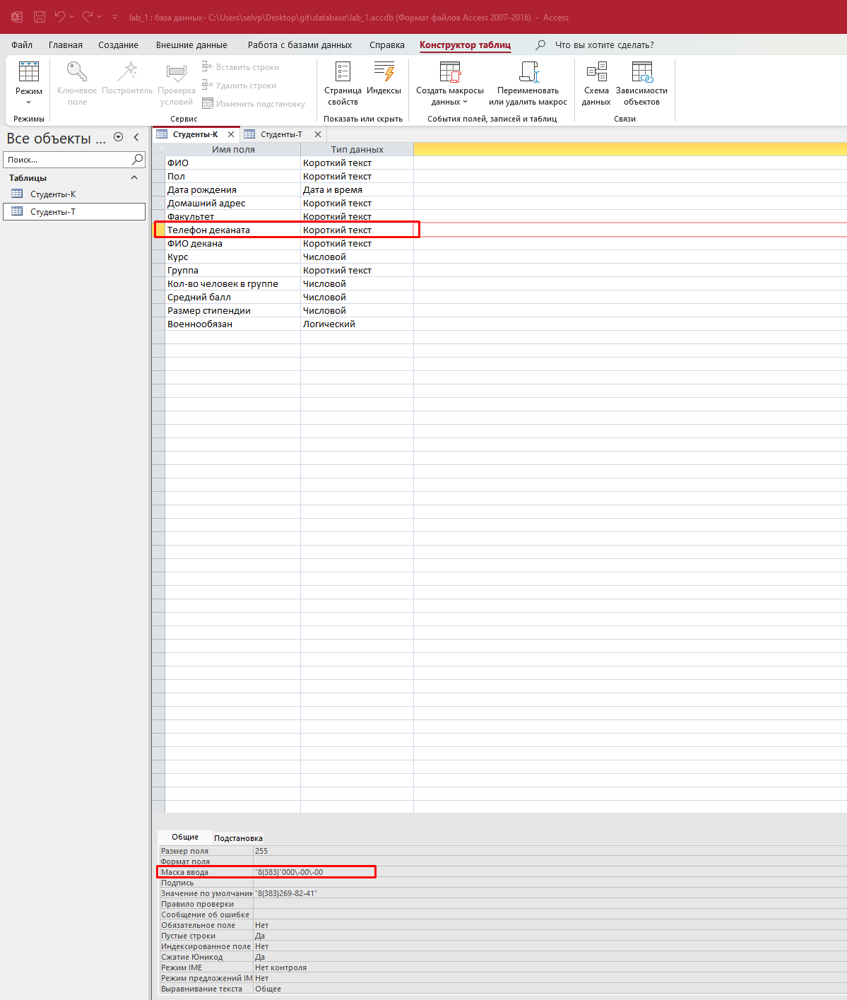 lab_1 : база данных- C:\Users\selvp\Desktop\git\database\lab_1.accdb (Формат файлов Access 2007–2016) - Access
Файл Главная Создание Внешние данные Работа с базами данных Справка Конструктор таблиц Что вы хотите сделать?
Режим
Режимы
Ключевое поле
Построитель
Проверка условий
Вставить строки
Удалить строки
Изменить подстановку
Сервис
Страница свойств
Индексы
Показать или скрыть
Создать макросы данных
Переименовать или удалить макрос
События полей, записей и таблиц
Схема данных
Зависимости объектов
Связи
Все объекты ...
Поиск...
Таблицы
Студенты-К
Студенты-Т
Студенты-К Студенты-Т
Имя поля Тип данных
ФИО Короткий текст
Пол Короткий текст
Дата рождения Дата и время
Домашний адрес Короткий текст
Факультет Короткий текст
Телефон деканата Короткий текст
ФИО декана Короткий текст
Курс Числовой
Группа Короткий текст
Кол-во человек в группе Числовой
Средний балл Числовой
Размер стипендии Числовой
Военнообязан Логический
Общие Подстановка
Размер поля 255
Формат поля
Маска ввода "8(383)"000\-00\-00
Подпись
Значение по умолчанию "8(383)269-82-41"
Правило проверки
Сообщение об ошибке
Обязательное поле Нет
Пустые строки Да
Индексированное поле Нет
Сжатие Юникод Да
Режим IME Нет контроля
Режим предложений IM Нет
Выравнивание текста Общее